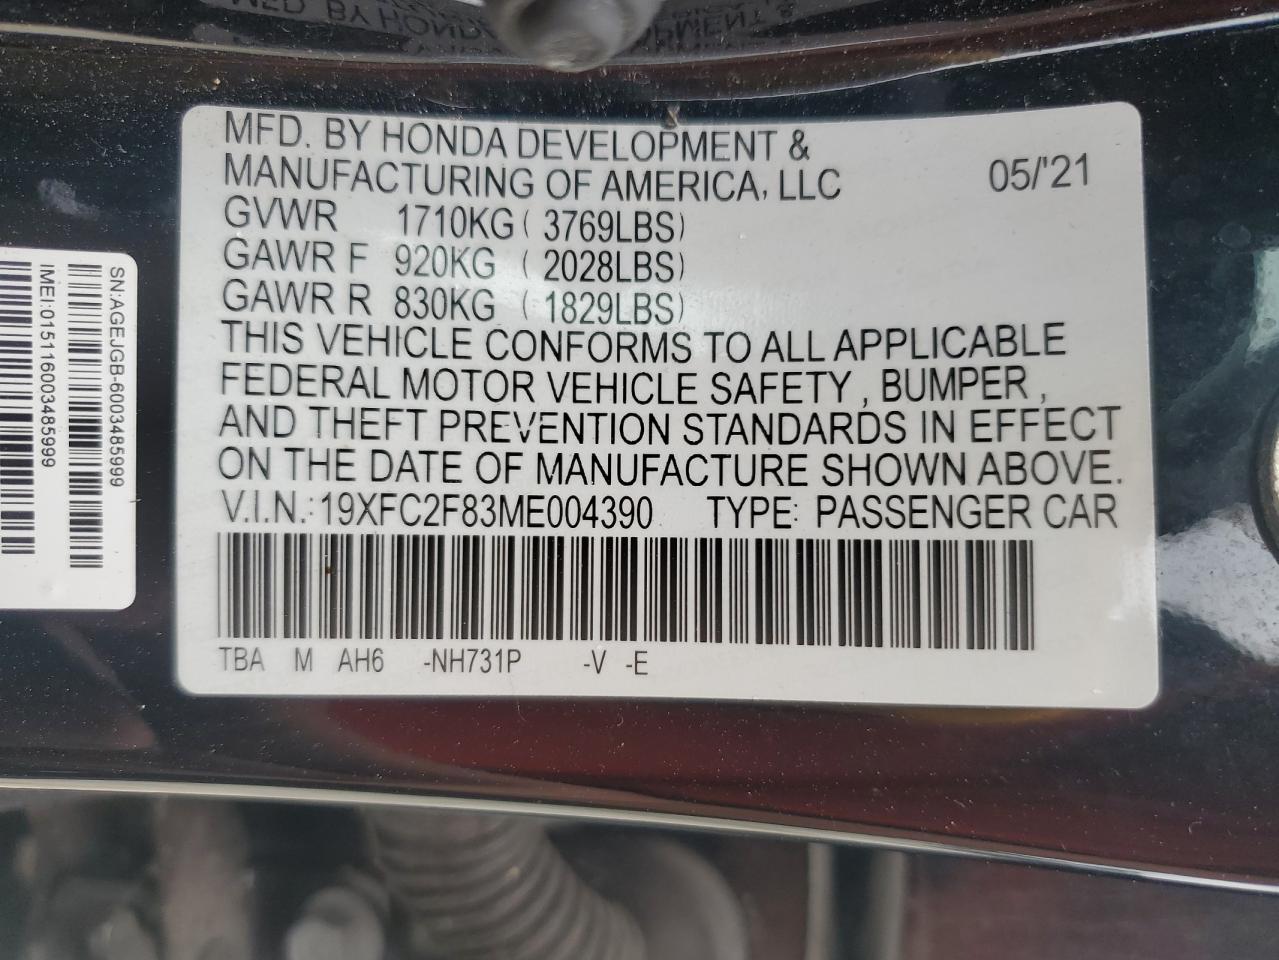 MFD. BY HONDA DEVELOPMENT &
MANUFACTURING OF AMERICA, LLC 05/'21
GVWR 1710KG ( 3769LBS)
GAWR F 920KG ( 2028LBS)
GAWR R 830KG ( 1829LBS)
THIS VEHICLE CONFORMS TO ALL APPLICABLE
FEDERAL MOTOR VEHICLE SAFETY , BUMPER ,
AND THEFT PREVENTION STANDARDS IN EFFECT
ON THE DATE OF MANUFACTURE SHOWN ABOVE.
V.I.N.: 19XFC2F83ME004390 TYPE: PASSENGER CAR
TBA M AH6 -NH731P -V -E
SN:AGEJGB-6003485999
IMEI:015116003485999